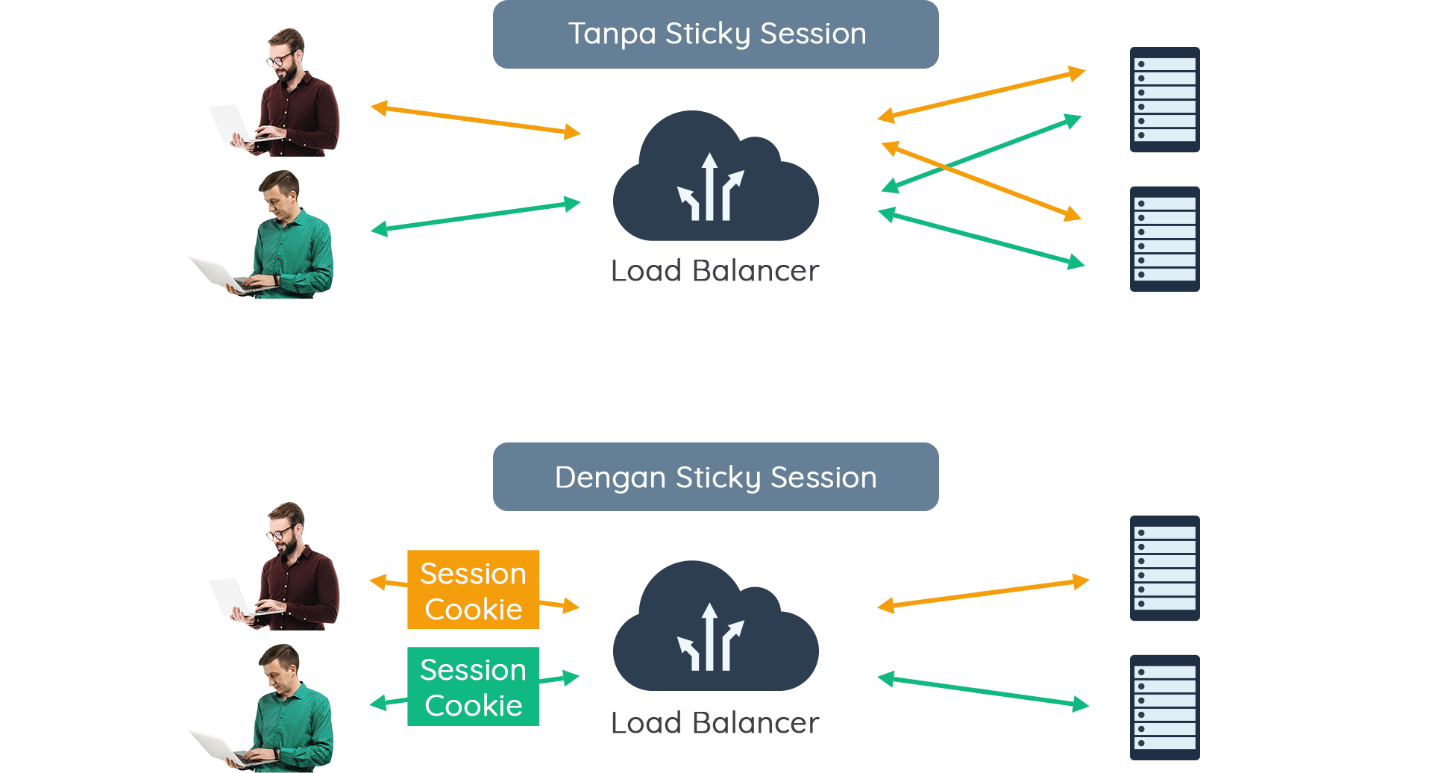 Tanpa Sticky Session
Load Balancer
Dengan Sticky Session
Session
Cookie
Session
Cookie
Load Balancer